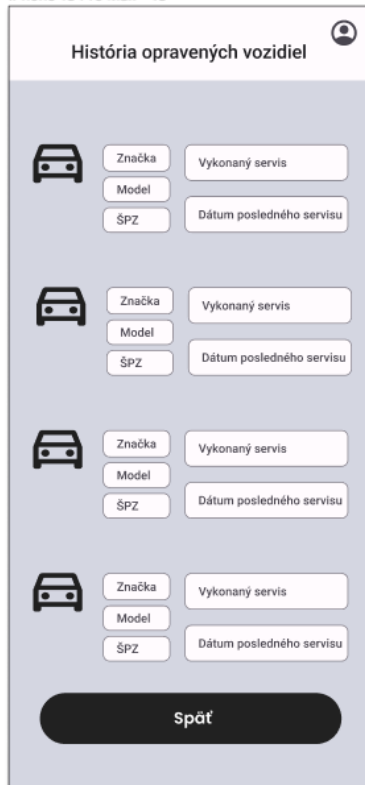 História opravených vozidiel
Značka
Vykonaný servis
Model
ŠPZ
Dátum posledného servisu
Značka
Vykonaný servis
Model
ŠPZ
Dátum posledného servisu
Značka
Vykonaný servis
Model
ŠPZ
Dátum posledného servisu
Značka
Vykonaný servis
Model
ŠPZ
Dátum posledného servisu
Späť